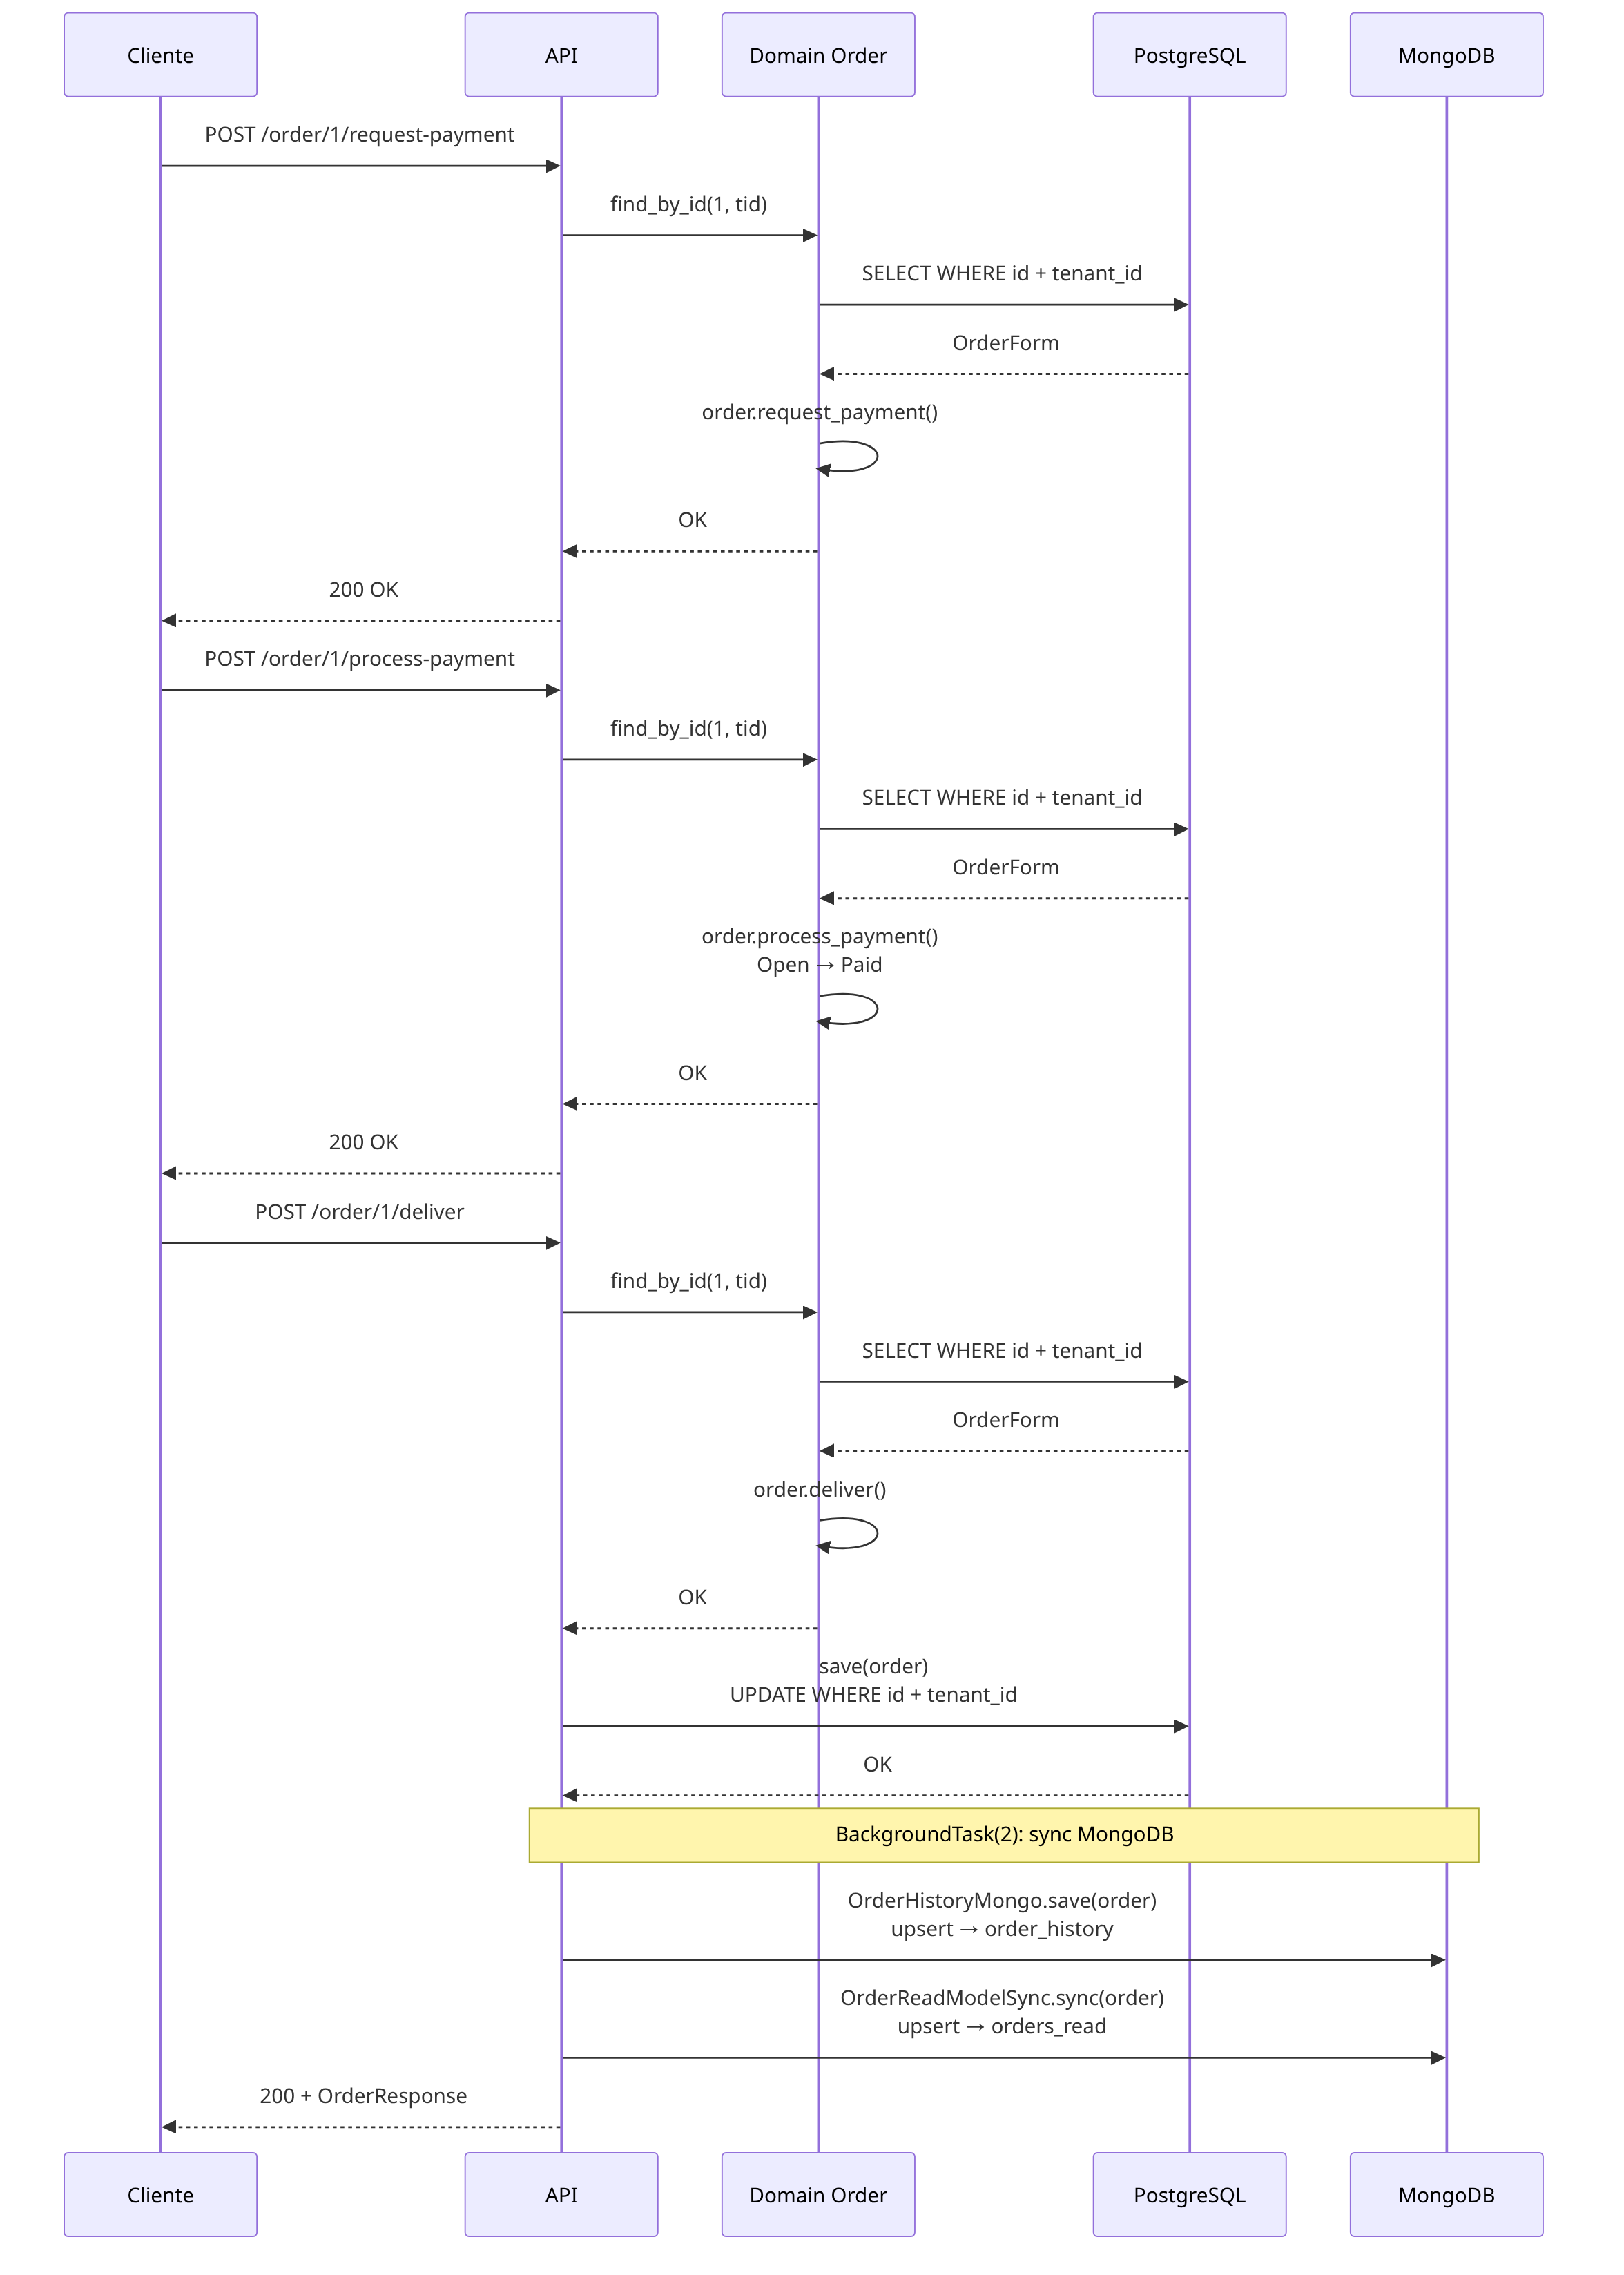 Cliente
API
Domain Order
PostgreSQL
MongoDB
POST /order/1/request-payment
find_by_id(1, tid)
SELECT WHERE id + tenant_id
OrderForm
order.request_payment()
OK
200 OK
POST /order/1/process-payment
find_by_id(1, tid)
SELECT WHERE id + tenant_id
OrderForm
order.process_payment()
Open → Paid
OK
200 OK
POST /order/1/deliver
find_by_id(1, tid)
SELECT WHERE id + tenant_id
OrderForm
order.deliver()
OK
save(order)
UPDATE WHERE id + tenant_id
OK
BackgroundTask(2): sync MongoDB
OrderHistoryMongo.save(order)
upsert → order_history
OrderReadModelSync.sync(order)
upsert → orders_read
200 + OrderResponse
Cliente
API
Domain Order
PostgreSQL
MongoDB